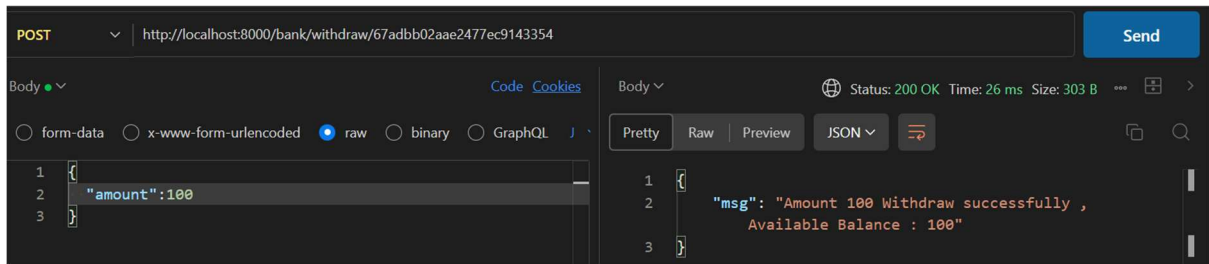 POST http://localhost:8000/bank/withdraw/67adbb02aae2477ec9143354 Send
Body Code Cookies
form-data x-www-form-urlencoded raw binary GraphQL J
1 {
2 "amount":100
3 }
Body Status: 200 OK Time: 26 ms Size: 303 B
Pretty Raw Preview JSON
1 {
2 "msg": "Amount 100 Withdraw successfully ,
Available Balance : 100"
3 }